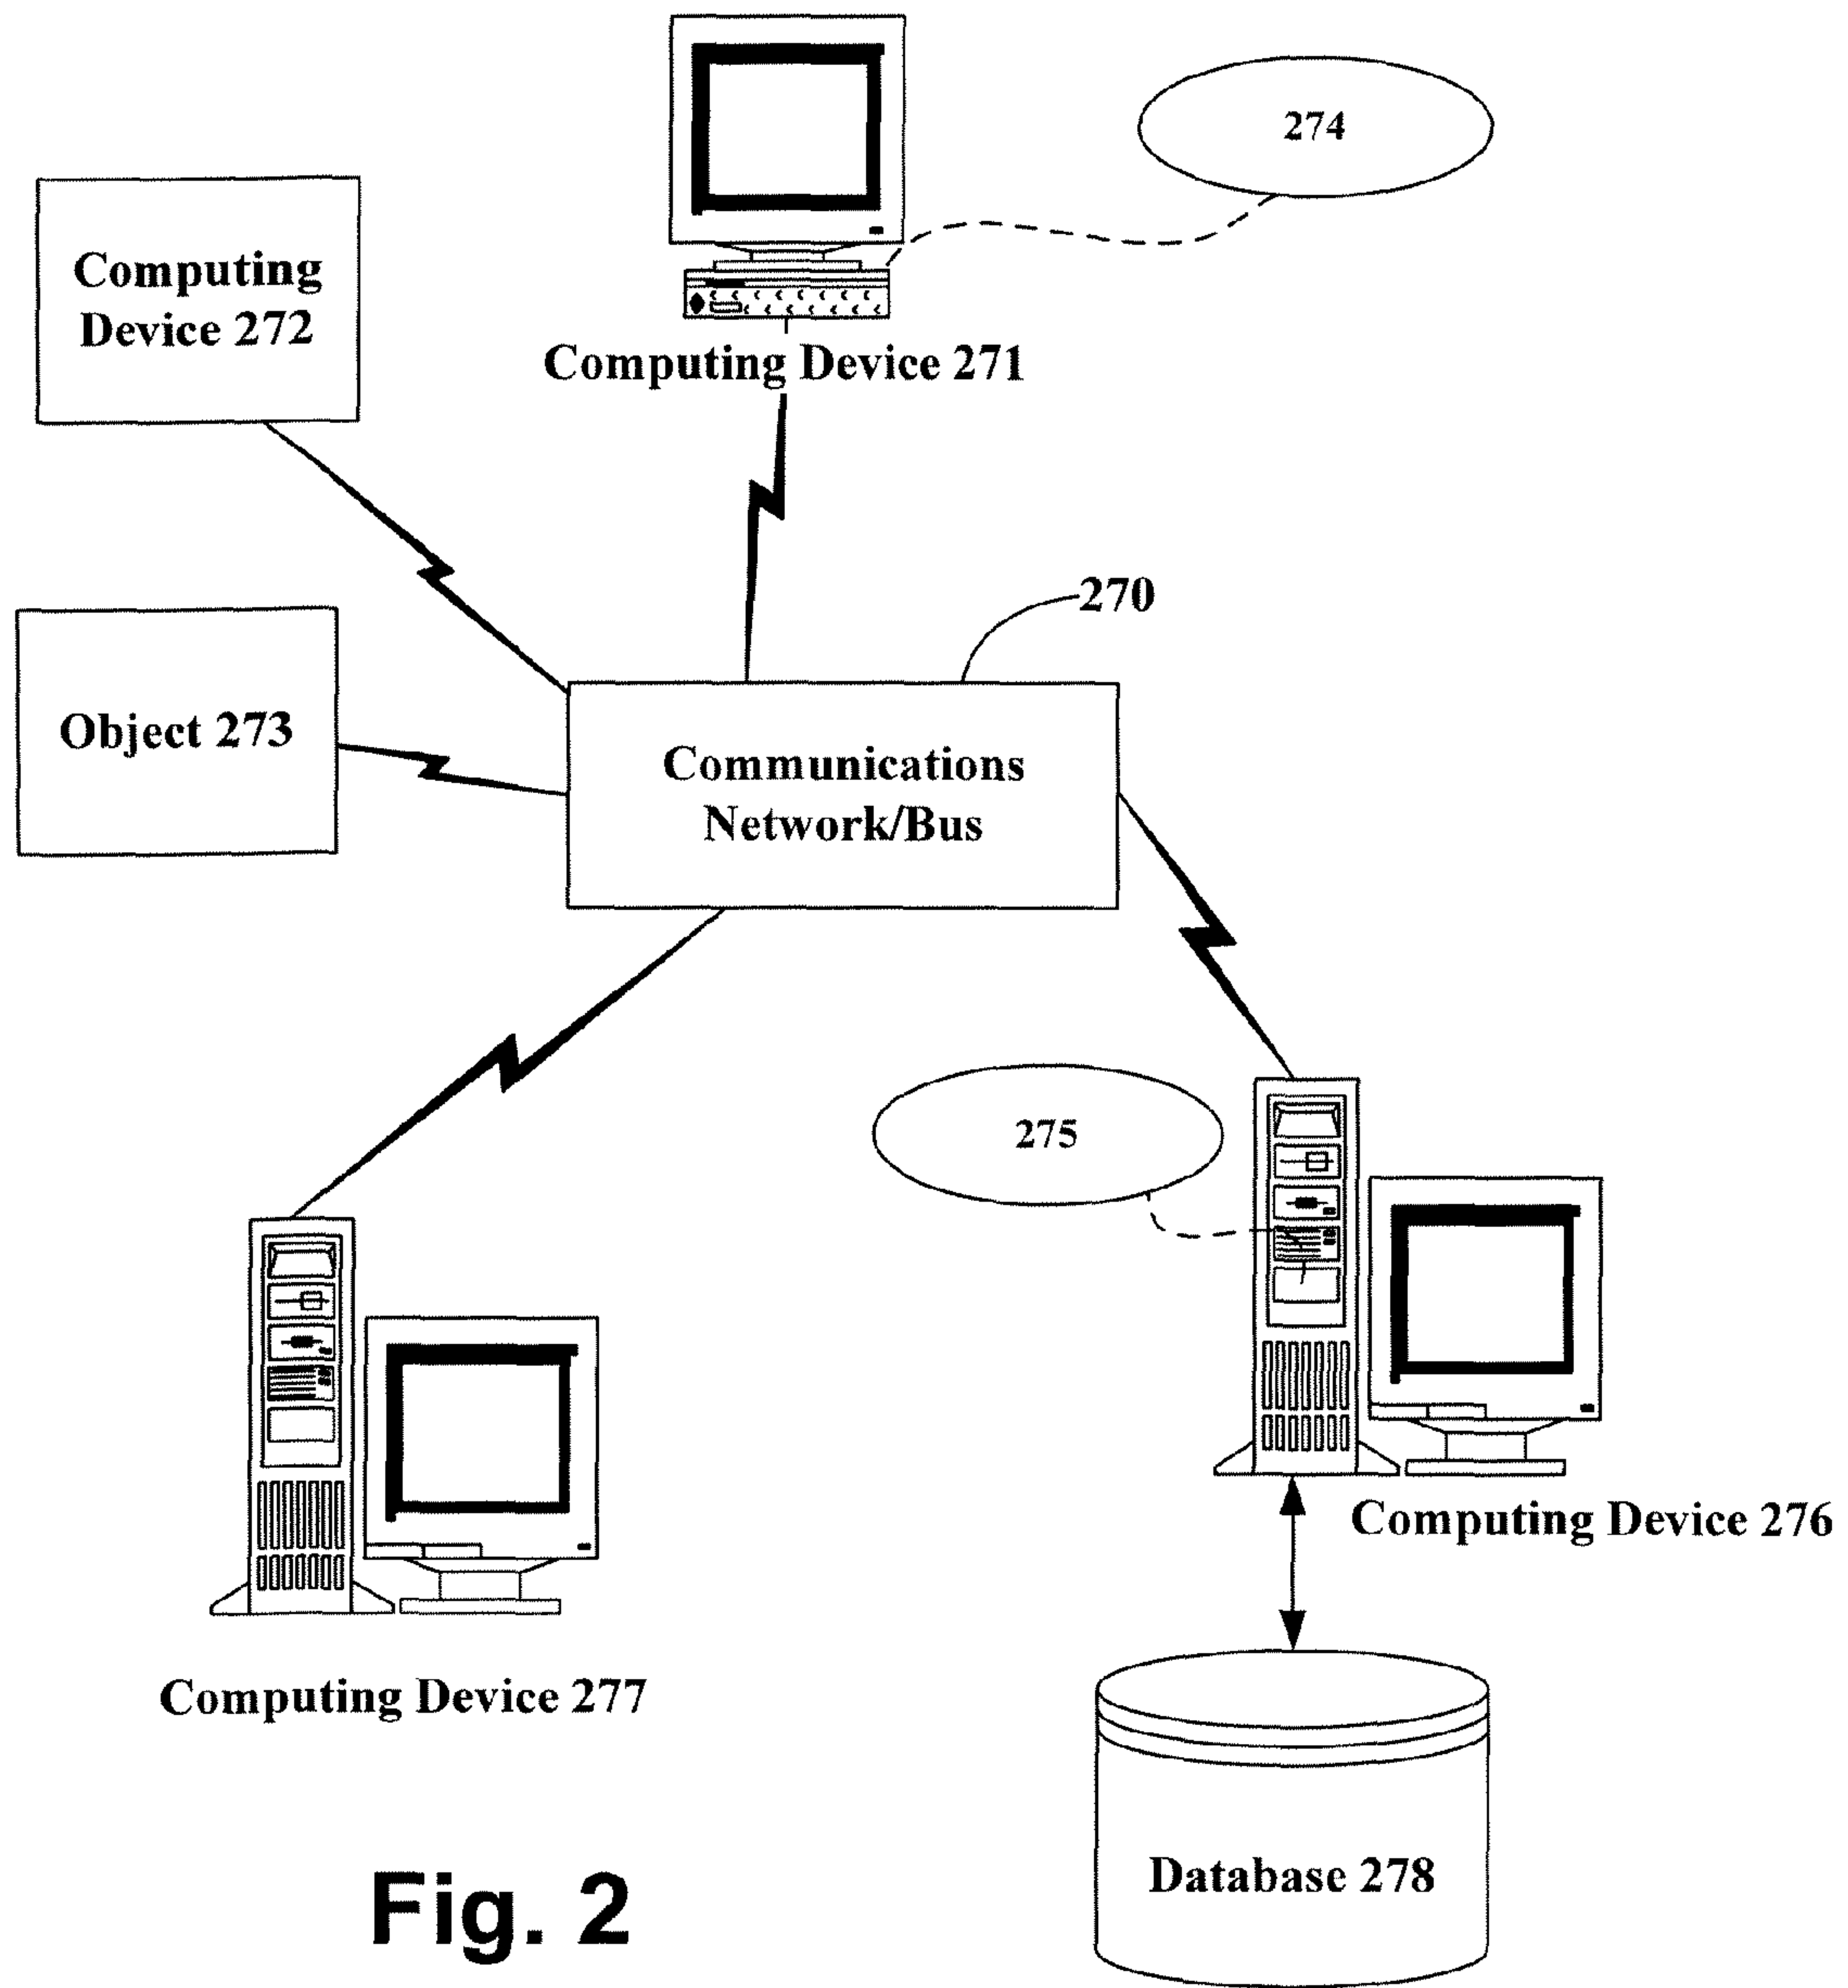 274
Computing
Device 272
Computing Device 271
270
Object 273
Communications
Network/Bus
275
Computing Device 276
Computing Device 277
Database 278
Fig. 2